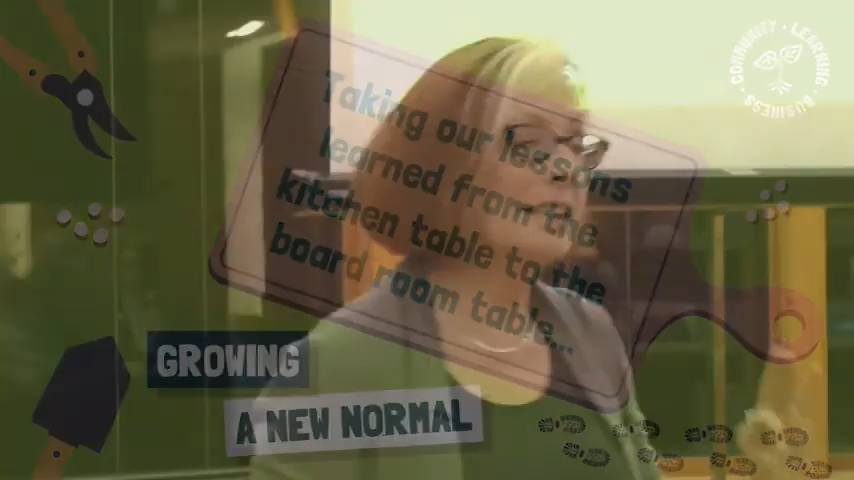 COMMUNITY • LEARNING • BUSINESS •
Taking our lessons
learned from the
kitchen table to the
board room table...
GROWING
A NEW NORMAL